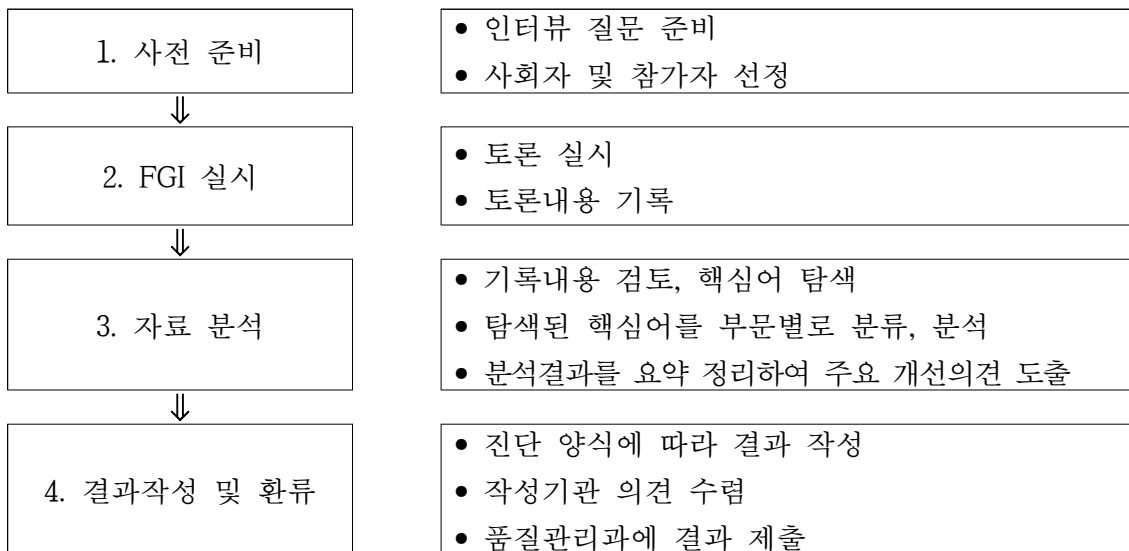 1. 사전 준비
• 인터뷰 질문 준비
• 사회자 및 참가자 선정
⇓
2. FGI 실시
• 토론 실시
• 토론내용 기록
⇓
3. 자료 분석
• 기록내용 검토, 핵심어 탐색
• 탐색된 핵심어를 부문별로 분류, 분석
• 분석결과를 요약 정리하여 주요 개선의견 도출
⇓
4. 결과작성 및 환류
• 진단 양식에 따라 결과 작성
• 작성기관 의견 수렴
• 품질관리과에 결과 제출